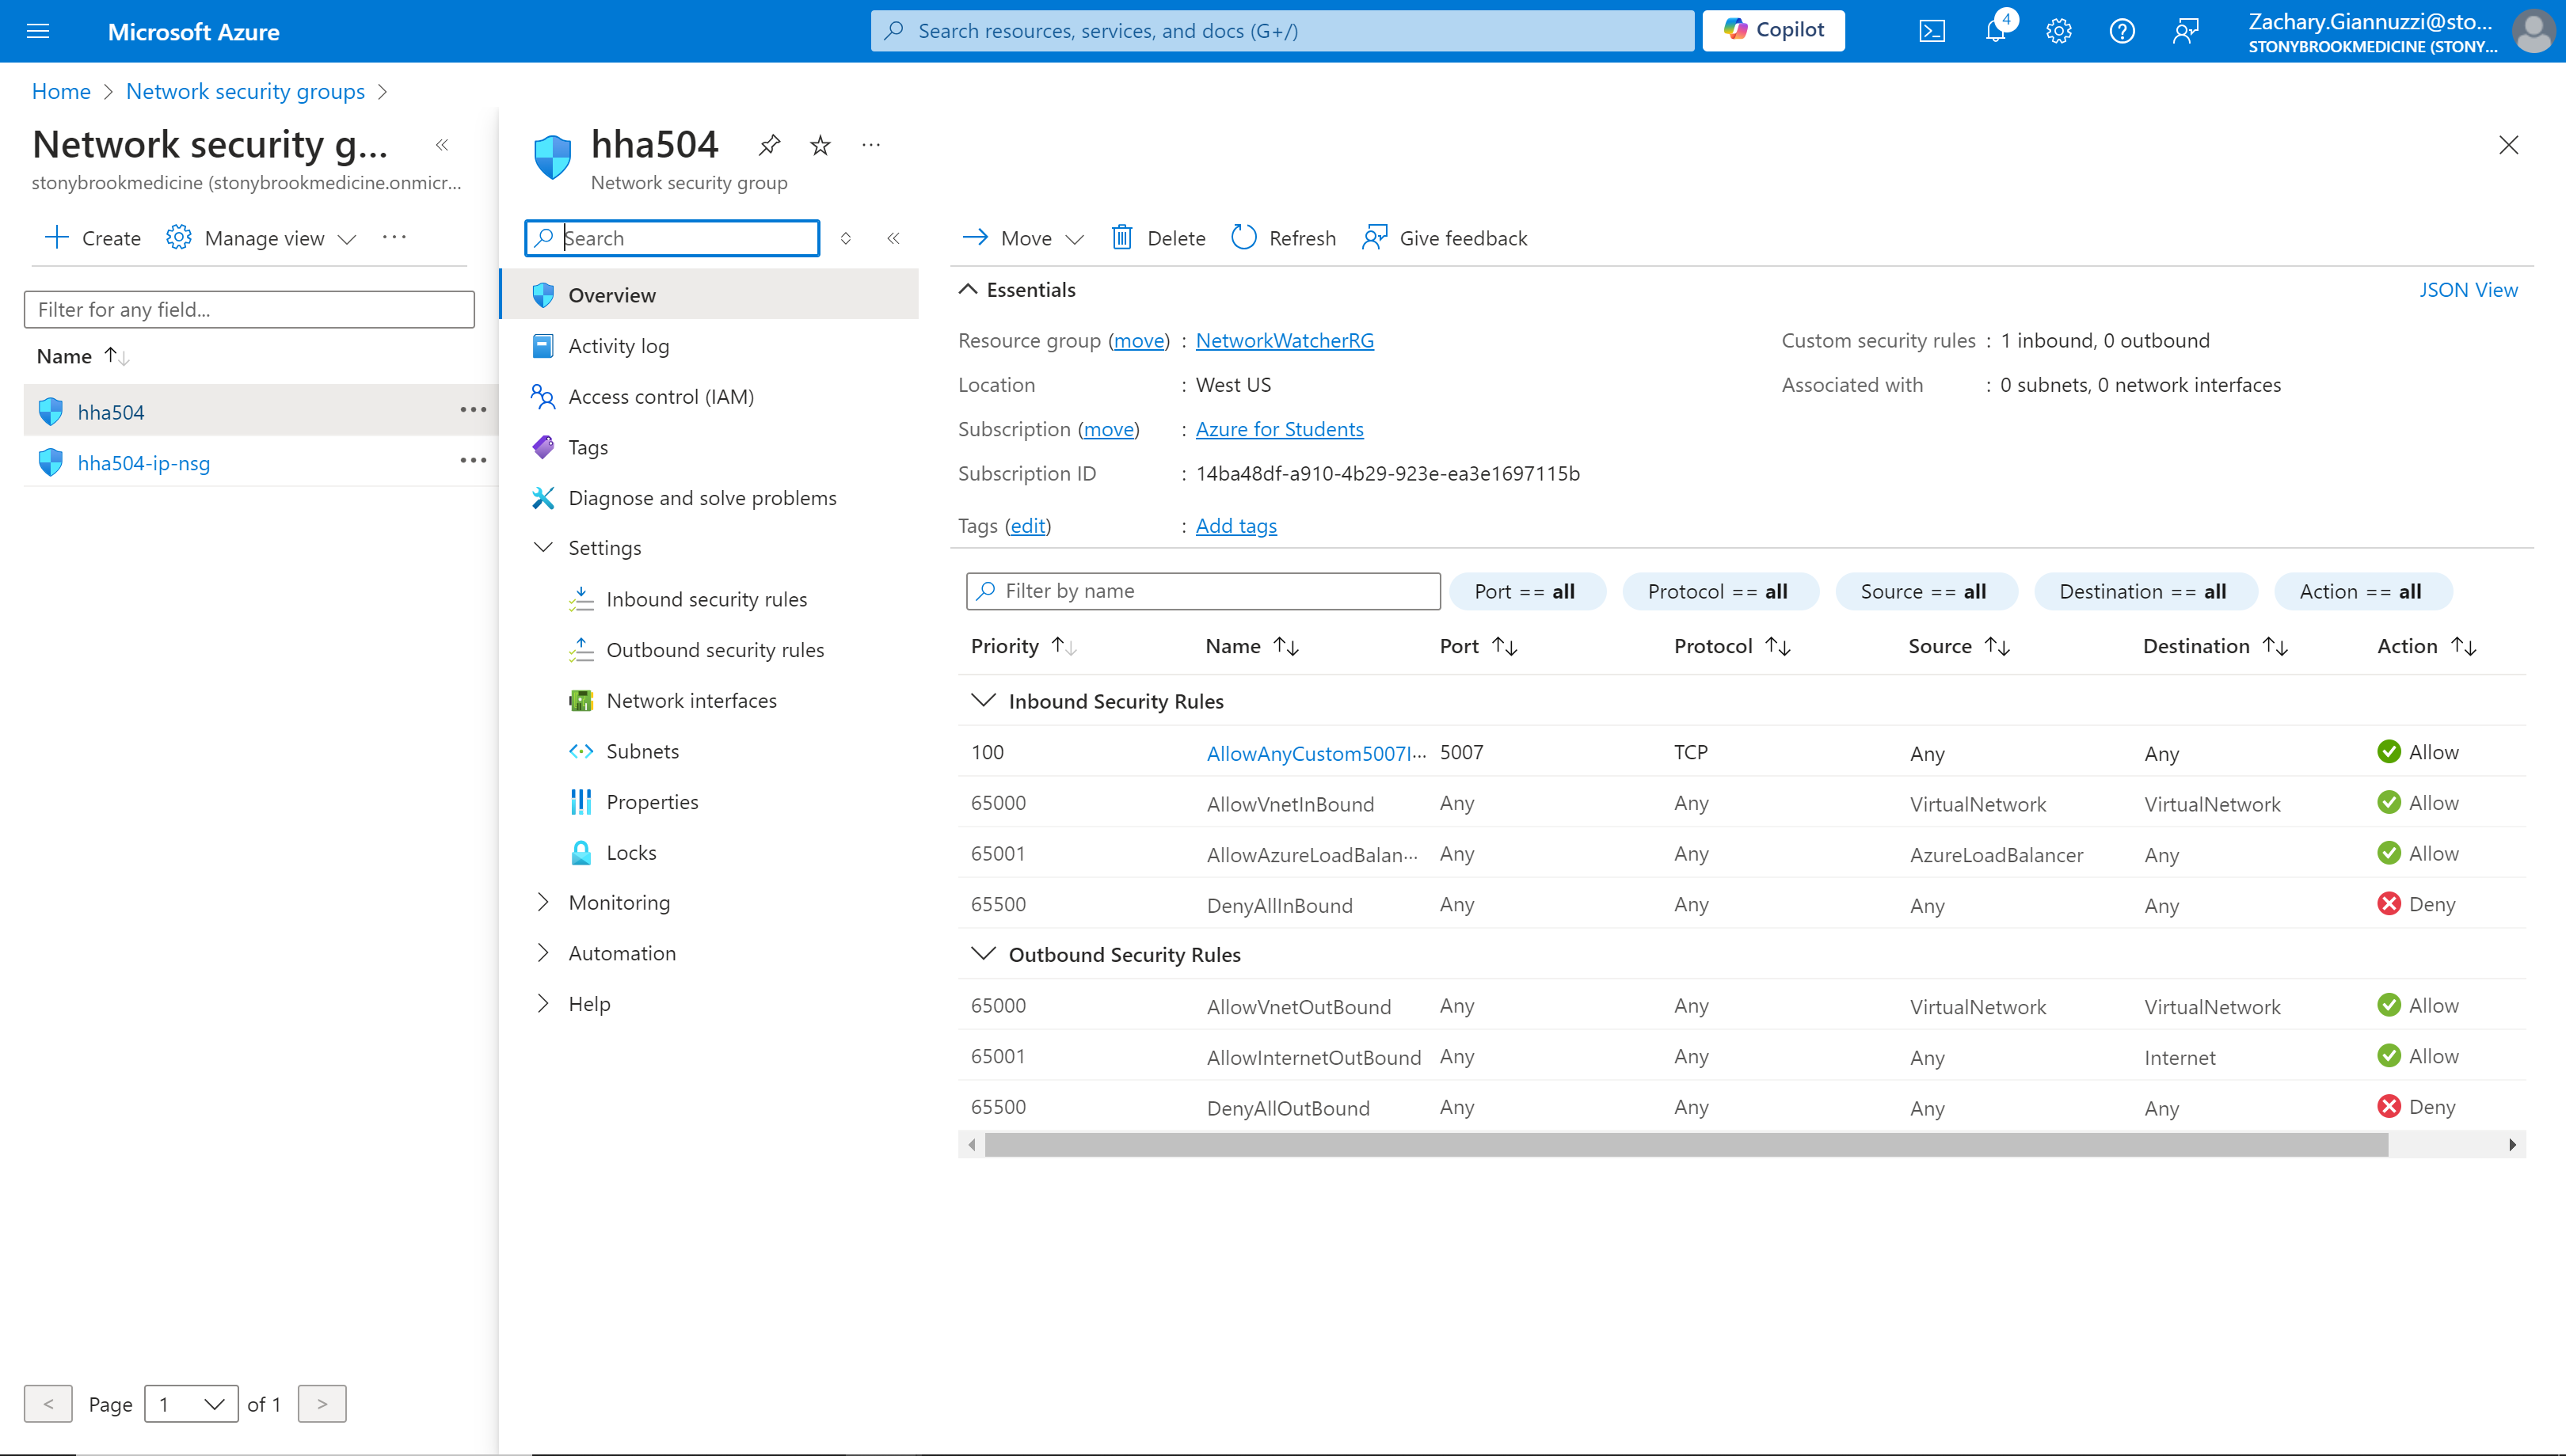 Microsoft Azure
Search resources, services, and docs (G+/)
Copilot
4
Zachary.Giannuzzi@sto...
STONYBROOKMEDICINE (STONY...
Home > Network security groups >
Network security g...
stonybrookmedicine (stonybrookmedicine.onmicr...
Create Manage view ...
Filter for any field...
Name
hha504
hha504-ip-nsg
< Page 1 of 1 >
hha504
Network security group
Search
Overview
Activity log
Access control (IAM)
Tags
Diagnose and solve problems
Settings
Inbound security rules
Outbound security rules
Network interfaces
Subnets
Properties
Locks
Monitoring
Automation
Help
Move Delete Refresh Give feedback
Essentials
JSON View
Resource group (move) : NetworkWatcherRG
Location : West US
Subscription (move) : Azure for Students
Subscription ID : 14ba48df-a910-4b29-923e-ea3e1697115b
Tags (edit) : Add tags
Custom security rules : 1 inbound, 0 outbound
Associated with : 0 subnets, 0 network interfaces
Filter by name Port == all Protocol == all Source == all Destination == all Action == all
Priority Name Port Protocol Source Destination Action
Inbound Security Rules
100 AllowAnyCustom5007I... 5007 TCP Any Any Allow
65000 AllowVnetInBound Any Any VirtualNetwork VirtualNetwork Allow
65001 AllowAzureLoadBalan... Any Any AzureLoadBalancer Any Allow
65500 DenyAllInBound Any Any Any Any Deny
Outbound Security Rules
65000 AllowVnetOutBound Any Any VirtualNetwork VirtualNetwork Allow
65001 AllowInternetOutBound Any Any Any Internet Allow
65500 DenyAllOutBound Any Any Any Any Deny